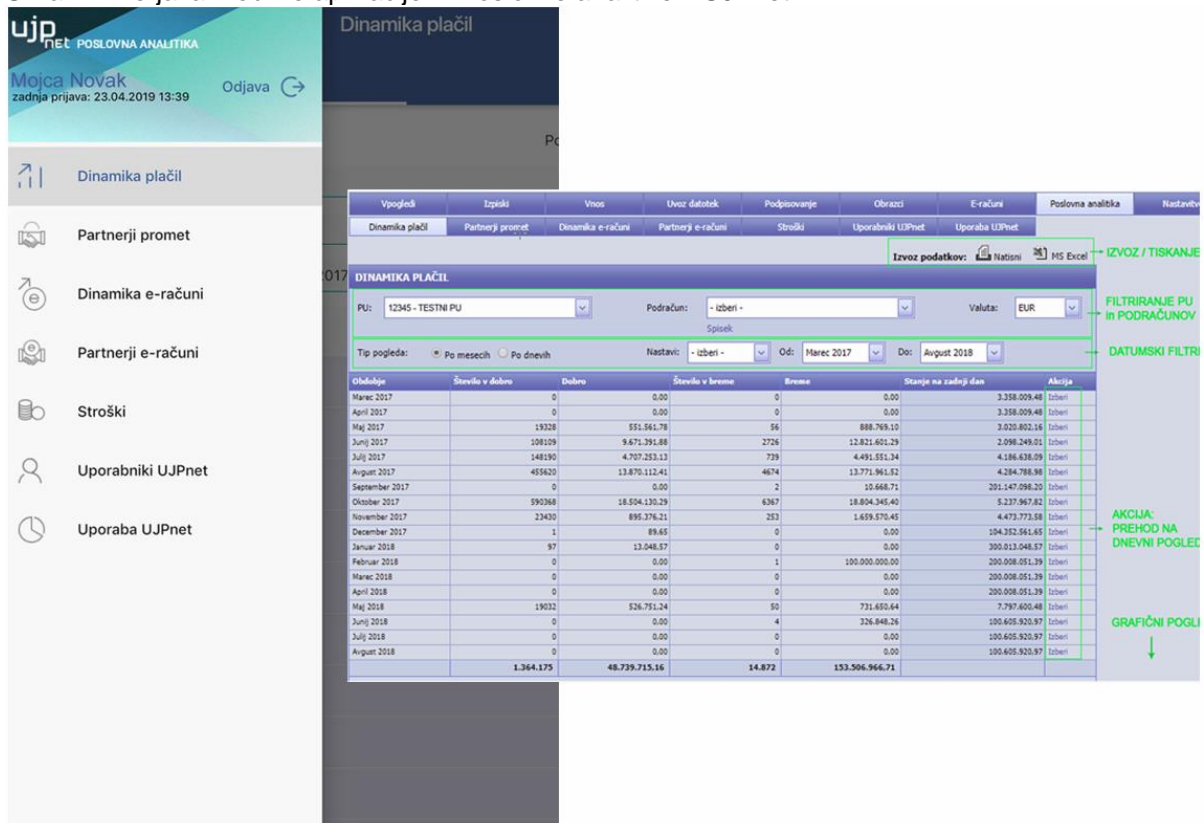 ujp
net POSLOVNA ANALITIKA
Mojca Novak
zadnja prijava: 23.04.2019 13:39
Odjava
Dinamika plačil
Partnerji promet
Dinamika e-računi
Partnerji e-računi
Stroški
Uporabniki UJPnet
Uporaba UJPnet
Dinamika plačil
2017
Vpogledi Izpiski Vnos Uvoz datotek Podpisovanje Obrazci E-računi Poslovna analitika
Dinamika plačil Partnerji promet Dinamika e-računi Partnerji e-računi Stroški Uporabniki UJPnet Uporaba UJPnet
Izvoz podatkov: Natisni MS Excel
IZVOZ / TISKANJE
DINAMIKA PLAČIL
PU: 12345 - TESTNI PU Podračun: - izberi - Valuta: EUR
Spisek
FILTRIRANJE PU
in PODRAČUNOV
Tip pogleda: Po mesecih Po dnevih Nastavi: - izberi - Od: Marec 2017 Do: Avgust 2018
DATUMSKI FILTRI
Obdobje Število v dobro Dobro Število v breme Breme Stanje na zadnji dan Akcija
Marec 2017 0 0,00 0 0,00 3.358.009,48 Izberi
April 2017 0 0,00 0 0,00 3.358.009,48 Izberi
Maj 2017 19328 551.561,78 56 888.769,10 3.020.802,16 Izberi
Junij 2017 108109 9.671.391,88 2726 12.821.601,29 2.098.249,01 Izberi
Julij 2017 148190 4.707.253,13 739 4.491.551,34 4.186.638,09 Izberi
Avgust 2017 455620 13.870.112,41 4674 13.771.961,52 4.284.788,98 Izberi
September 2017 0 0,00 2 10.668,71 201.147.098,20 Izberi
Oktober 2017 590368 18.504.130,29 6367 18.804.345,40 5.237.967,82 Izberi
November 2017 23430 895.376,21 253 1.659.570,45 4.473.773,58 Izberi
December 2017 1 89,65 0 0,00 104.352.561,65 Izberi
Januar 2018 97 13.048,57 0 0,00 300.013.048,57 Izberi
Februar 2018 0 0,00 1 100.000.000,00 200.008.051,39 Izberi
Marec 2018 0 0,00 0 0,00 200.008.051,39 Izberi
April 2018 0 0,00 0 0,00 200.008.051,39 Izberi
Maj 2018 19032 526.751,24 50 731.650,64 7.797.600,48 Izberi
Junij 2018 0 0,00 4 326.848,26 100.605.920,97 Izberi
Julij 2018 0 0,00 0 0,00 100.605.920,97 Izberi
Avgust 2018 0 0,00 0 0,00 100.605.920,97 Izberi
1.364.175 48.739.715,16 14.872 153.506.966,71
AKCIJA:
PREHOD NA
DNEVNI POGLED
GRAFIČNI